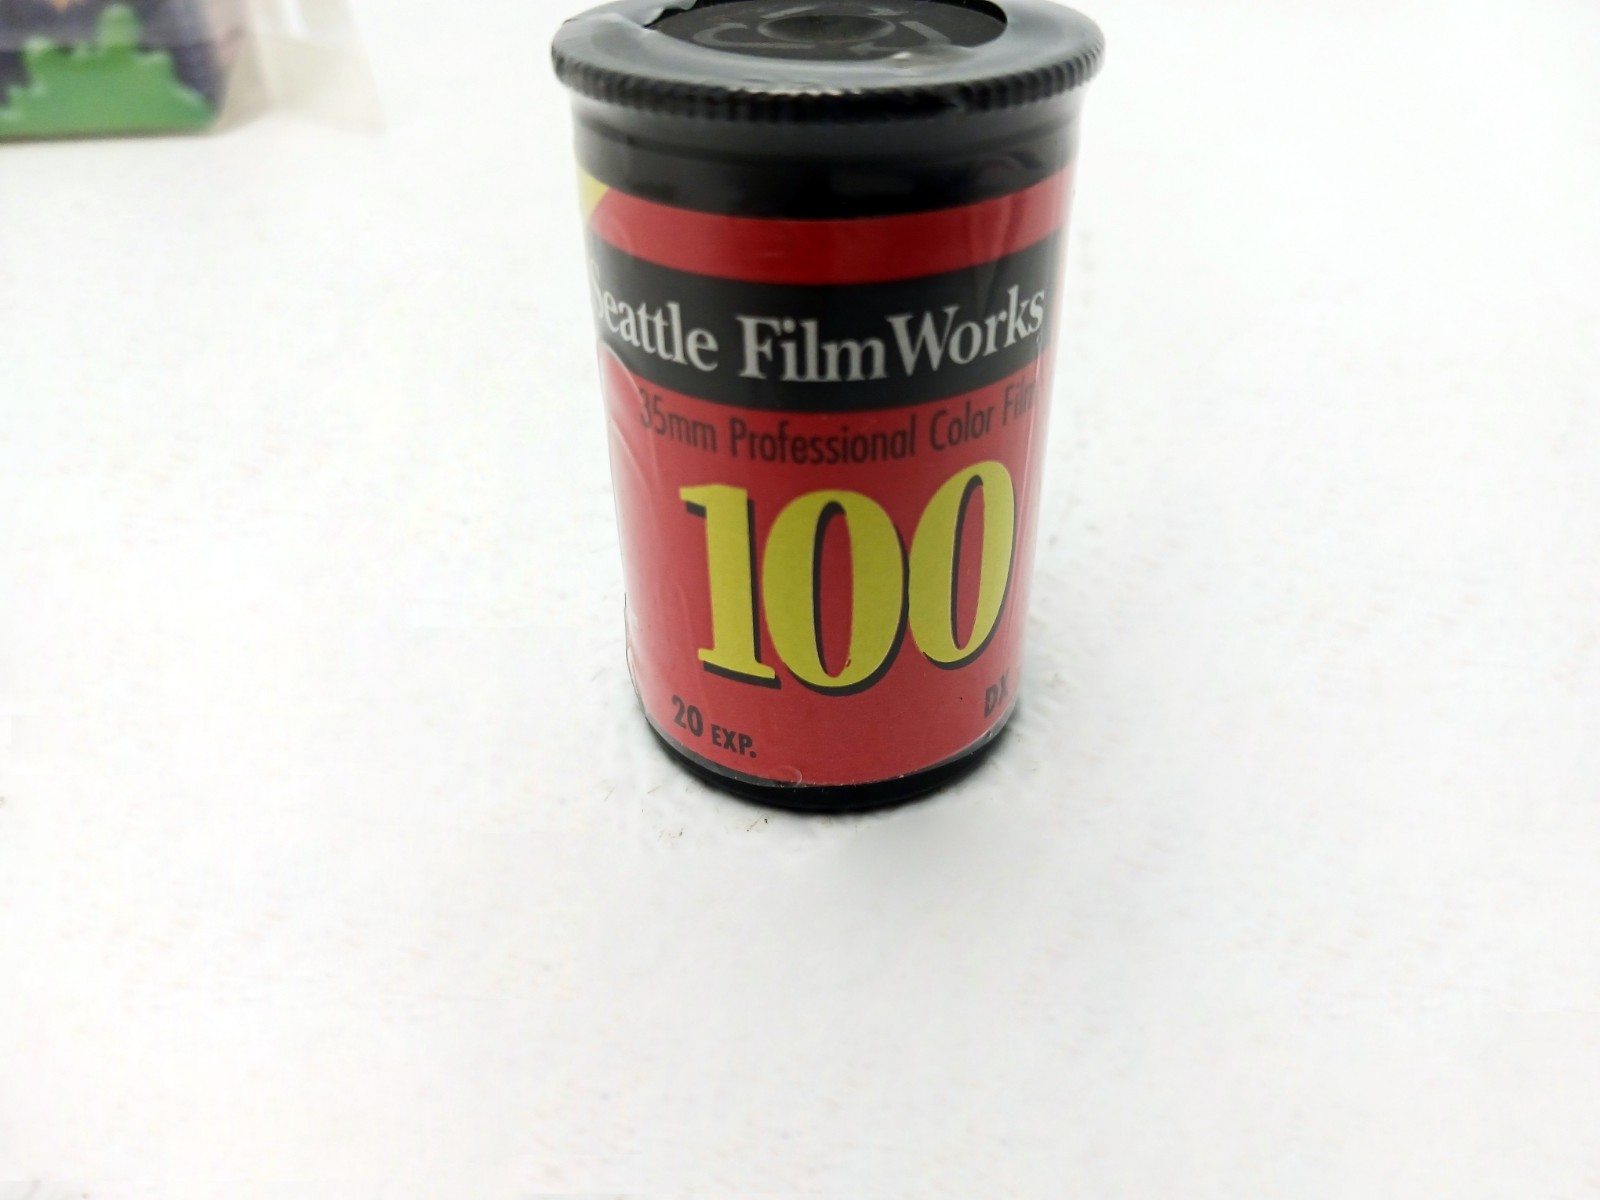 Seattle FilmWorks
35mm Professional Color Film
100
20 EXP.
DX